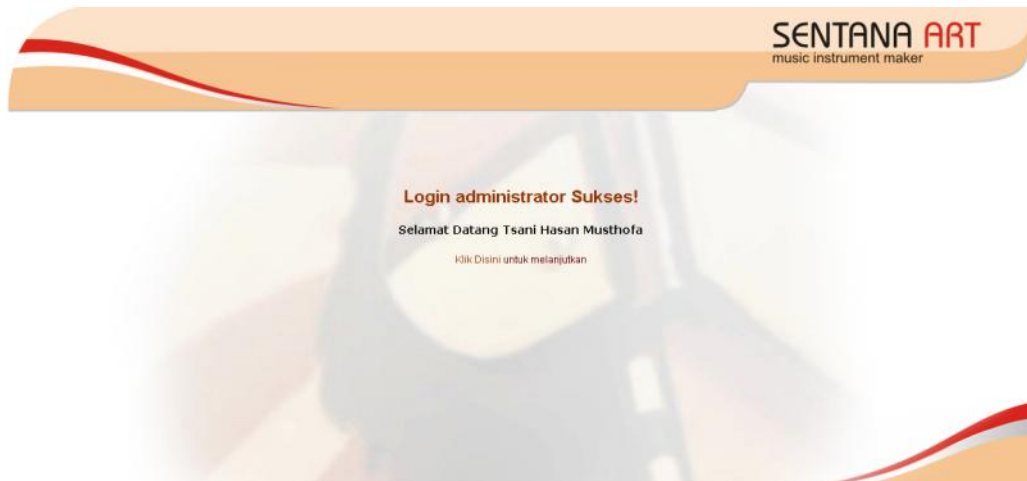 SENTANA ART
music instrument maker
Login administrator Sukses!
Selamat Datang Tsani Hasan Musthofa
Klik Disini untuk melanjutkan